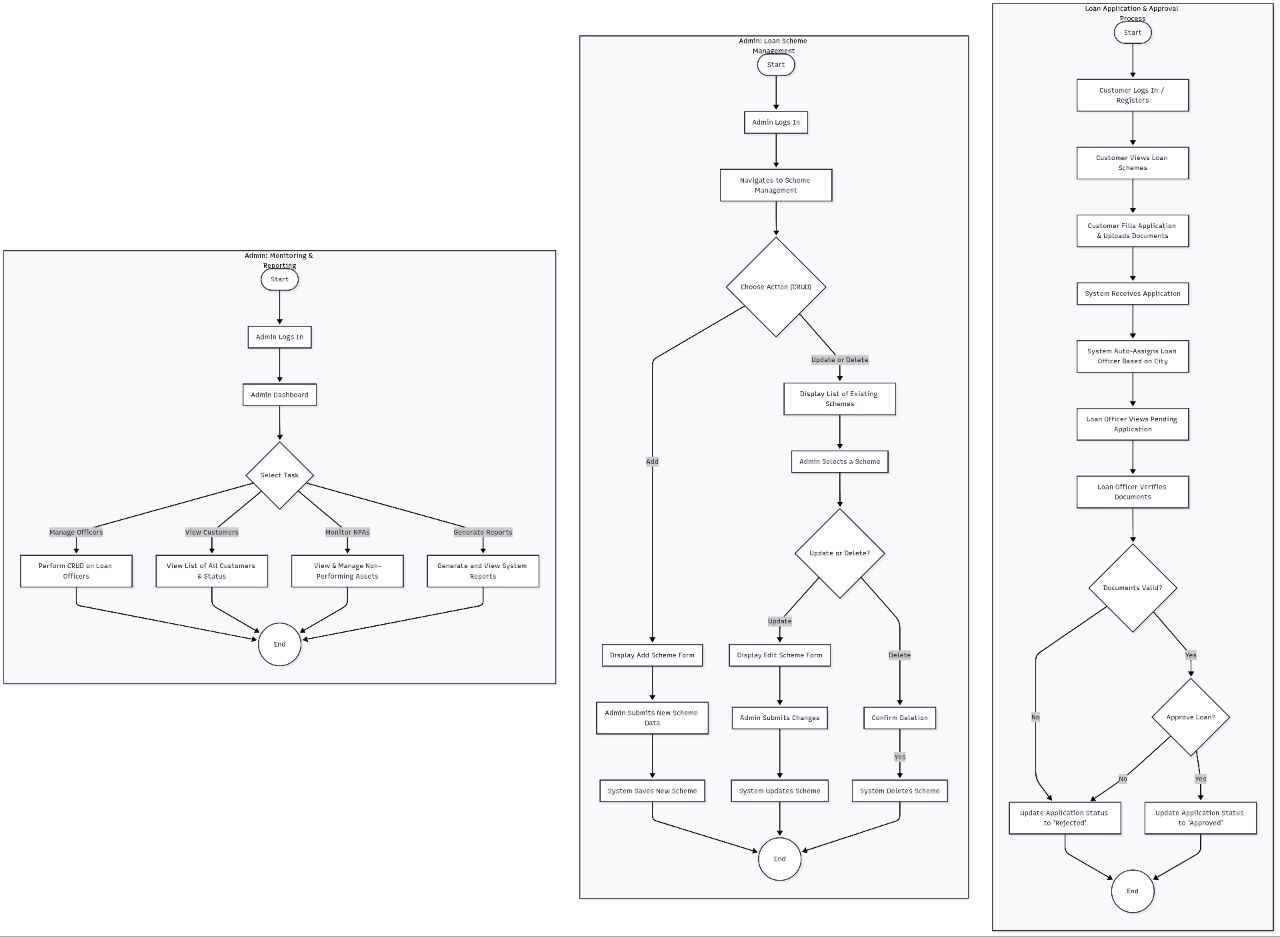 Admin: Monitoring &
Reporting
Start
Admin Logs In
Admin Dashboard
Select Task
Manage Officers
View Customers
Monitor NPAs
Generate Reports
Perform CRUD on Loan
Officers
View List of All Customers
& Status
View & Manage Non-
Performing Assets
Generate and View System
Reports
End
Admin: Loan Scheme
Management
Start
Admin Logs In
Navigates to Scheme
Management
Choose Action (CRUD)
Update or Delete
Display List of Existing
Schemes
Add
Admin Selects a Scheme
Update or Delete?
Update
Delete
Display Add Scheme Form
Display Edit Scheme Form
Admin Submits New Scheme
Data
Admin Submits Changes
Confirm Deletion
Yes
System Saves New Scheme
System Updates Scheme
System Deletes Scheme
End
Loan Application & Approval
Process
Start
Customer Logs In /
Registers
Customer Views Loan
Schemes
Customer Fills Application
& Uploads Documents
System Receives Application
System Auto-Assigns Loan
Officer Based on City
Loan Officer Views Pending
Application
Loan Officer Verifies
Documents
Documents Valid?
Yes
No
Approve Loan?
No
Yes
Update Application Status
to 'Rejected'
Update Application Status
to 'Approved'
End